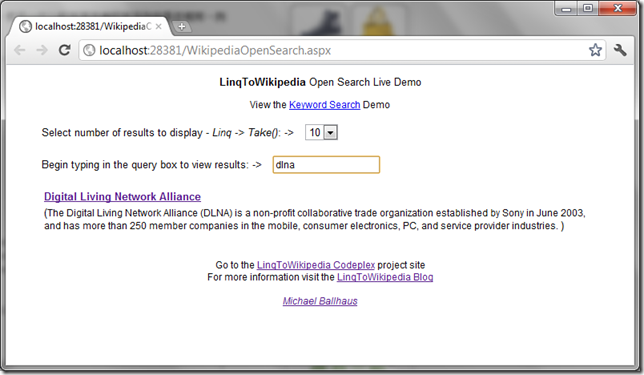 localhost:28381/WikipediaO
localhost:28381/WikipediaOpenSearch.aspx
LinqToWikipedia Open Search Live Demo
View the Keyword Search Demo
Select number of results to display - Linq -> Take(): -> 10
Begin typing in the query box to view results: -> dlna
Digital Living Network Alliance
(The Digital Living Network Alliance (DLNA) is a non-profit collaborative trade organization established by Sony in June 2003,
and has more than 250 member companies in the mobile, consumer electronics, PC, and service provider industries. )
Go to the LinqToWikipedia Codeplex project site
For more information visit the LinqToWikipedia Blog
Michael Ballhaus